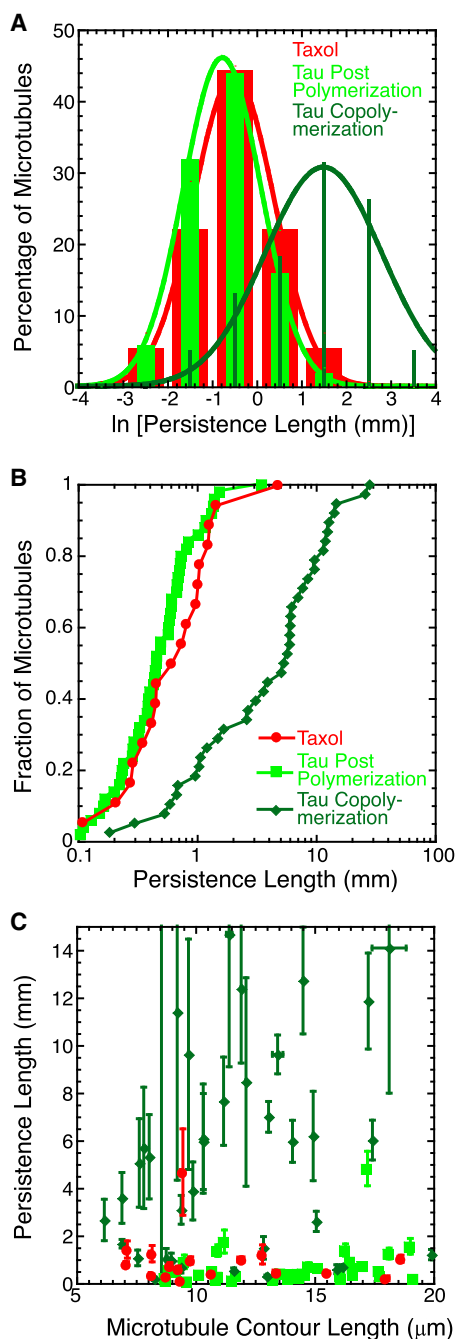 A
50
40
30
20
10
0
Percentage of Microtubules
Taxol
Tau Post
Polymerization
Tau Copoly-
merization
-4 -3 -2 -1 0 1 2 3 4
ln [Persistence Length (mm)]
B
1
0.8
0.6
0.4
0.2
0
Fraction of Microtubules
Taxol
Tau Post
Polymerization
Tau Copoly-
merization
0.1 1 10 100
Persistence Length (mm)
C
14
12
10
8
6
4
2
0
Persistence Length (mm)
5 10 15 20
Microtubule Contour Length (μm)